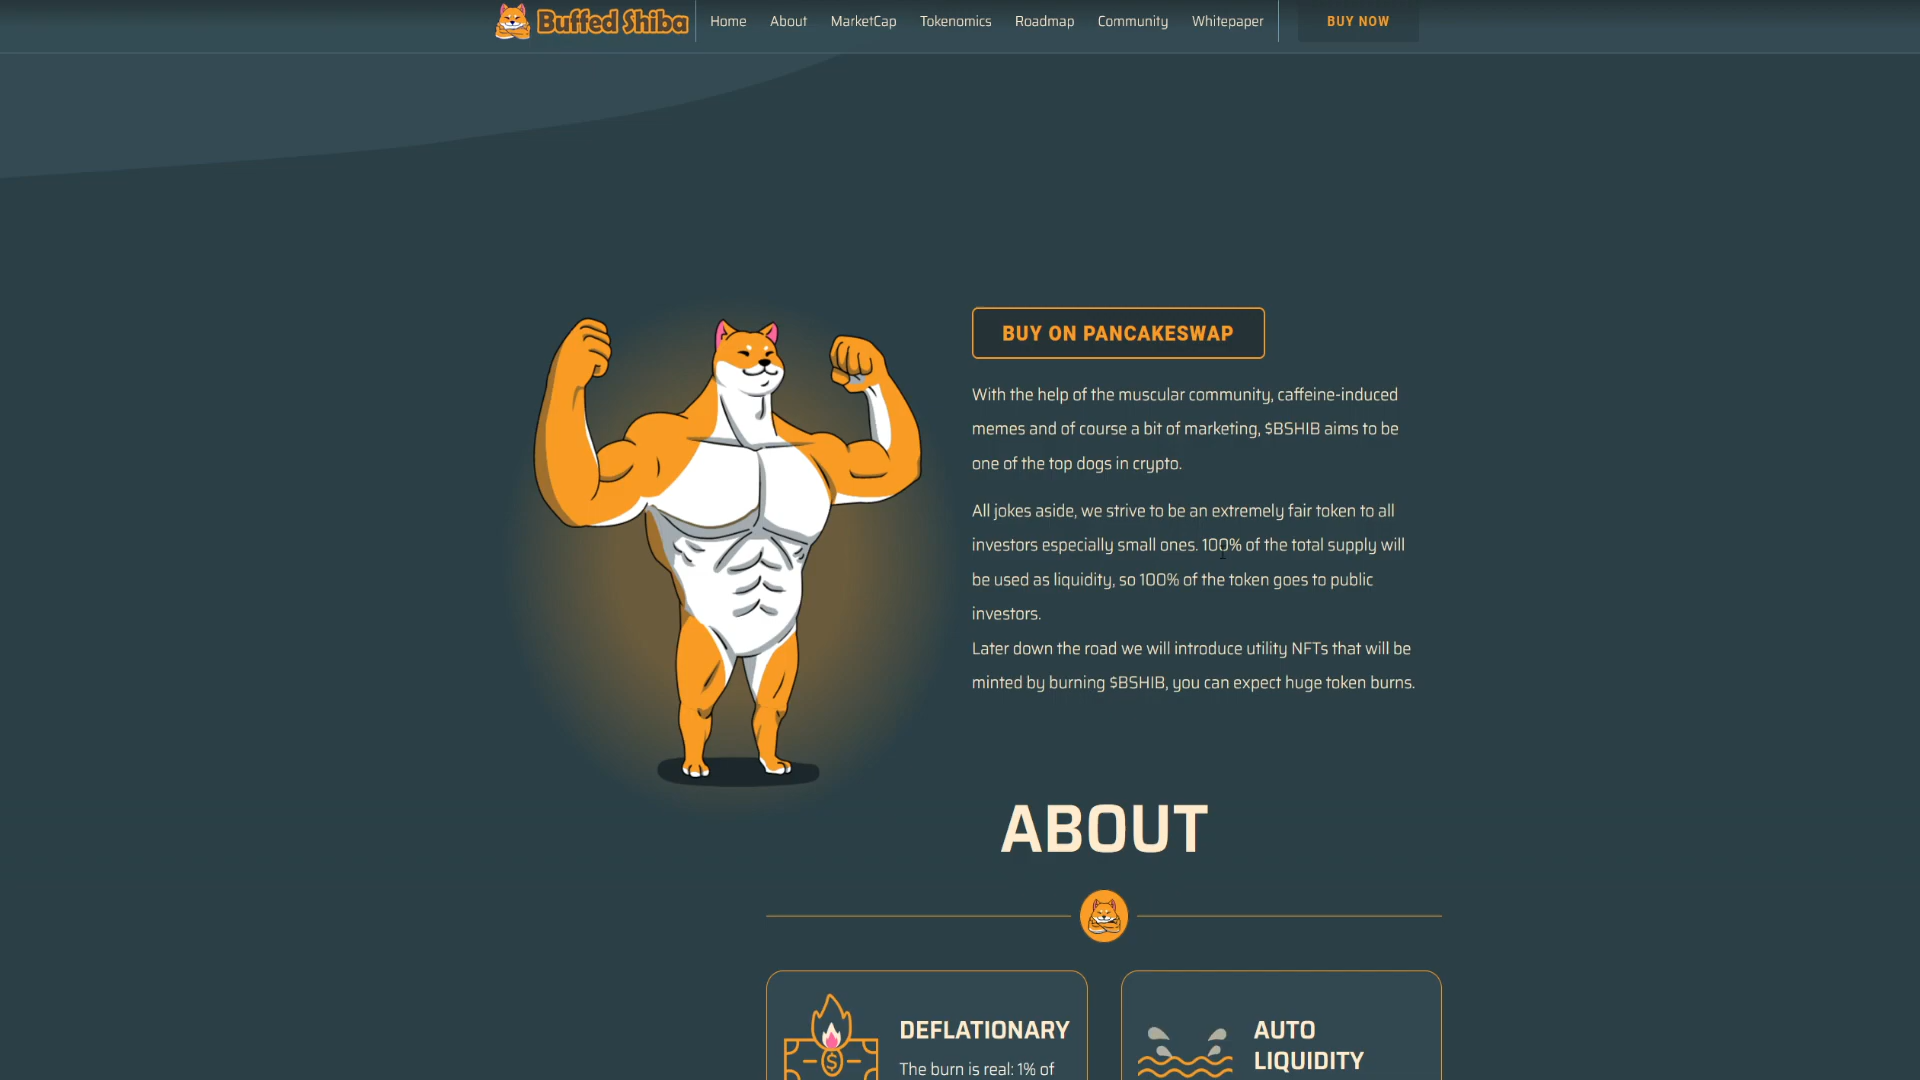 Buffed Shiba Home About MarketCap Tokenomics Roadmap Community Whitepaper BUY NOW
BUY ON PANCAKESWAP
With the help of the muscular community, caffeine-induced
memes and of course a bit of marketing, $BSHIB aims to be
one of the top dogs in crypto.
All jokes aside, we strive to be an extremely fair token to all
investors especially small ones. 100% of the total supply will
be used as liquidity, so 100% of the token goes to public
investors.
Later down the road we will introduce utility NFTs that will be
minted by burning $BSHIB, you can expect huge token burns.
ABOUT
DEFLATIONARY
The burn is real: 1% of
AUTO
LIQUIDITY